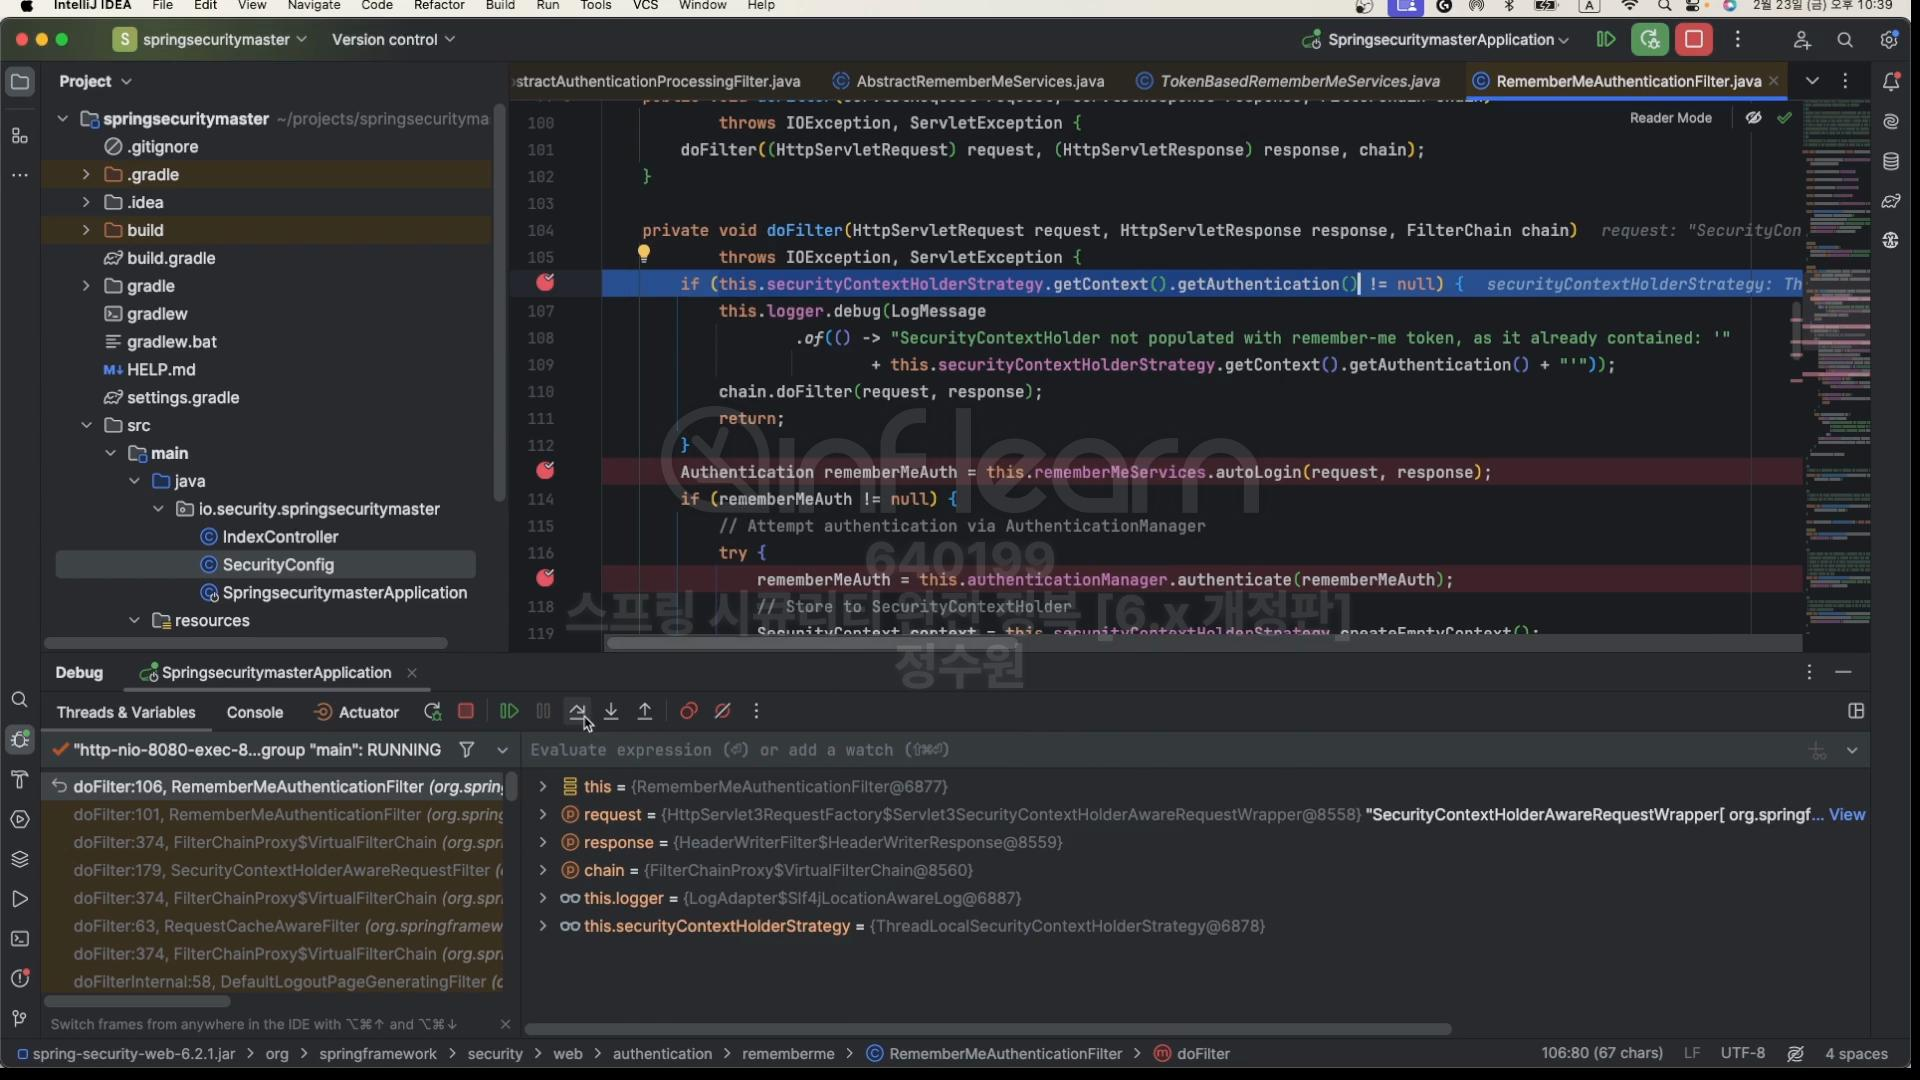 IntelliJ IDEA File Edit View Navigate Code Refactor Build Run Tools VCS Window Help A 2월 23일 (금) 오후 10:39
S springsecuritymaster Version control SpringsecuritymasterApplication
Project
stractAuthenticationProcessingFilter.java AbstractRememberMeServices.java TokenBasedRememberMeServices.java RememberMeAuthenticationFilter.java
springsecuritymaster ~/projects/springsecurityma
.gitignore
.gradle
.idea
build
build.gradle
gradle
gradlew
gradlew.bat
M↓ HELP.md
settings.gradle
src
main
java
io.security.springsecuritymaster
IndexController
SecurityConfig
SpringsecuritymasterApplication
resources
Reader Mode
100 throws IOException, ServletException {
101 doFilter((HttpServletRequest) request, (HttpServletResponse) response, chain);
102 }
103
104 private void doFilter(HttpServletRequest request, HttpServletResponse response, FilterChain chain) request: "SecurityCon
105 throws IOException, ServletException {
if (this.securityContextHolderStrategy.getContext().getAuthentication() != null) { securityContextHolderStrategy: Th
107 this.logger.debug(LogMessage
108 .of(() -> "SecurityContextHolder not populated with remember-me token, as it already contained: '"
109 + this.securityContextHolderStrategy.getContext().getAuthentication() + "'"));
110 chain.doFilter(request, response);
111 return;
112 }
Authentication rememberMeAuth = this.rememberMeServices.autoLogin(request, response);
114 if (rememberMeAuth != null) {
115 // Attempt authentication via AuthenticationManager
116 try {
rememberMeAuth = this.authenticationManager.authenticate(rememberMeAuth);
118 // Store to SecurityContextHolder
119 SecurityContext context = this.securityContextHolderStrategy.createEmptyContext();
inflearn
640199
스프링 시큐리티 완전 정복 [6.x 개정판]
정수원
Debug SpringsecuritymasterApplication
Threads & Variables Console Actuator
"http-nio-8080-exec-8...group "main": RUNNING
Evaluate expression (⏎) or add a watch (⇧⌘⏎)
doFilter:106, RememberMeAuthenticationFilter (org.spring
doFilter:101, RememberMeAuthenticationFilter (org.spring
doFilter:374, FilterChainProxy$VirtualFilterChain (org.spr
doFilter:179, SecurityContextHolderAwareRequestFilter (
doFilter:374, FilterChainProxy$VirtualFilterChain (org.spr
doFilter:63, RequestCacheAwareFilter (org.springframew
doFilter:374, FilterChainProxy$VirtualFilterChain (org.spr
doFilterInternal:58, DefaultLogoutPageGeneratingFilter (
Switch frames from anywhere in the IDE with ⌥⌘↑ and ⌥⌘↓
this = {RememberMeAuthenticationFilter@6877}
request = {HttpServlet3RequestFactory$Servlet3SecurityContextHolderAwareRequestWrapper@8558} "SecurityContextHolderAwareRequestWrapper[ org.springf... View
response = {HeaderWriterFilter$HeaderWriterResponse@8559}
chain = {FilterChainProxy$VirtualFilterChain@8560}
this.logger = {LogAdapter$Slf4jLocationAwareLog@6887}
this.securityContextHolderStrategy = {ThreadLocalSecurityContextHolderStrategy@6878}
spring-security-web-6.2.1.jar > org > springframework > security > web > authentication > rememberme > RememberMeAuthenticationFilter > doFilter 106:80 (67 chars) LF UTF-8 4 spaces